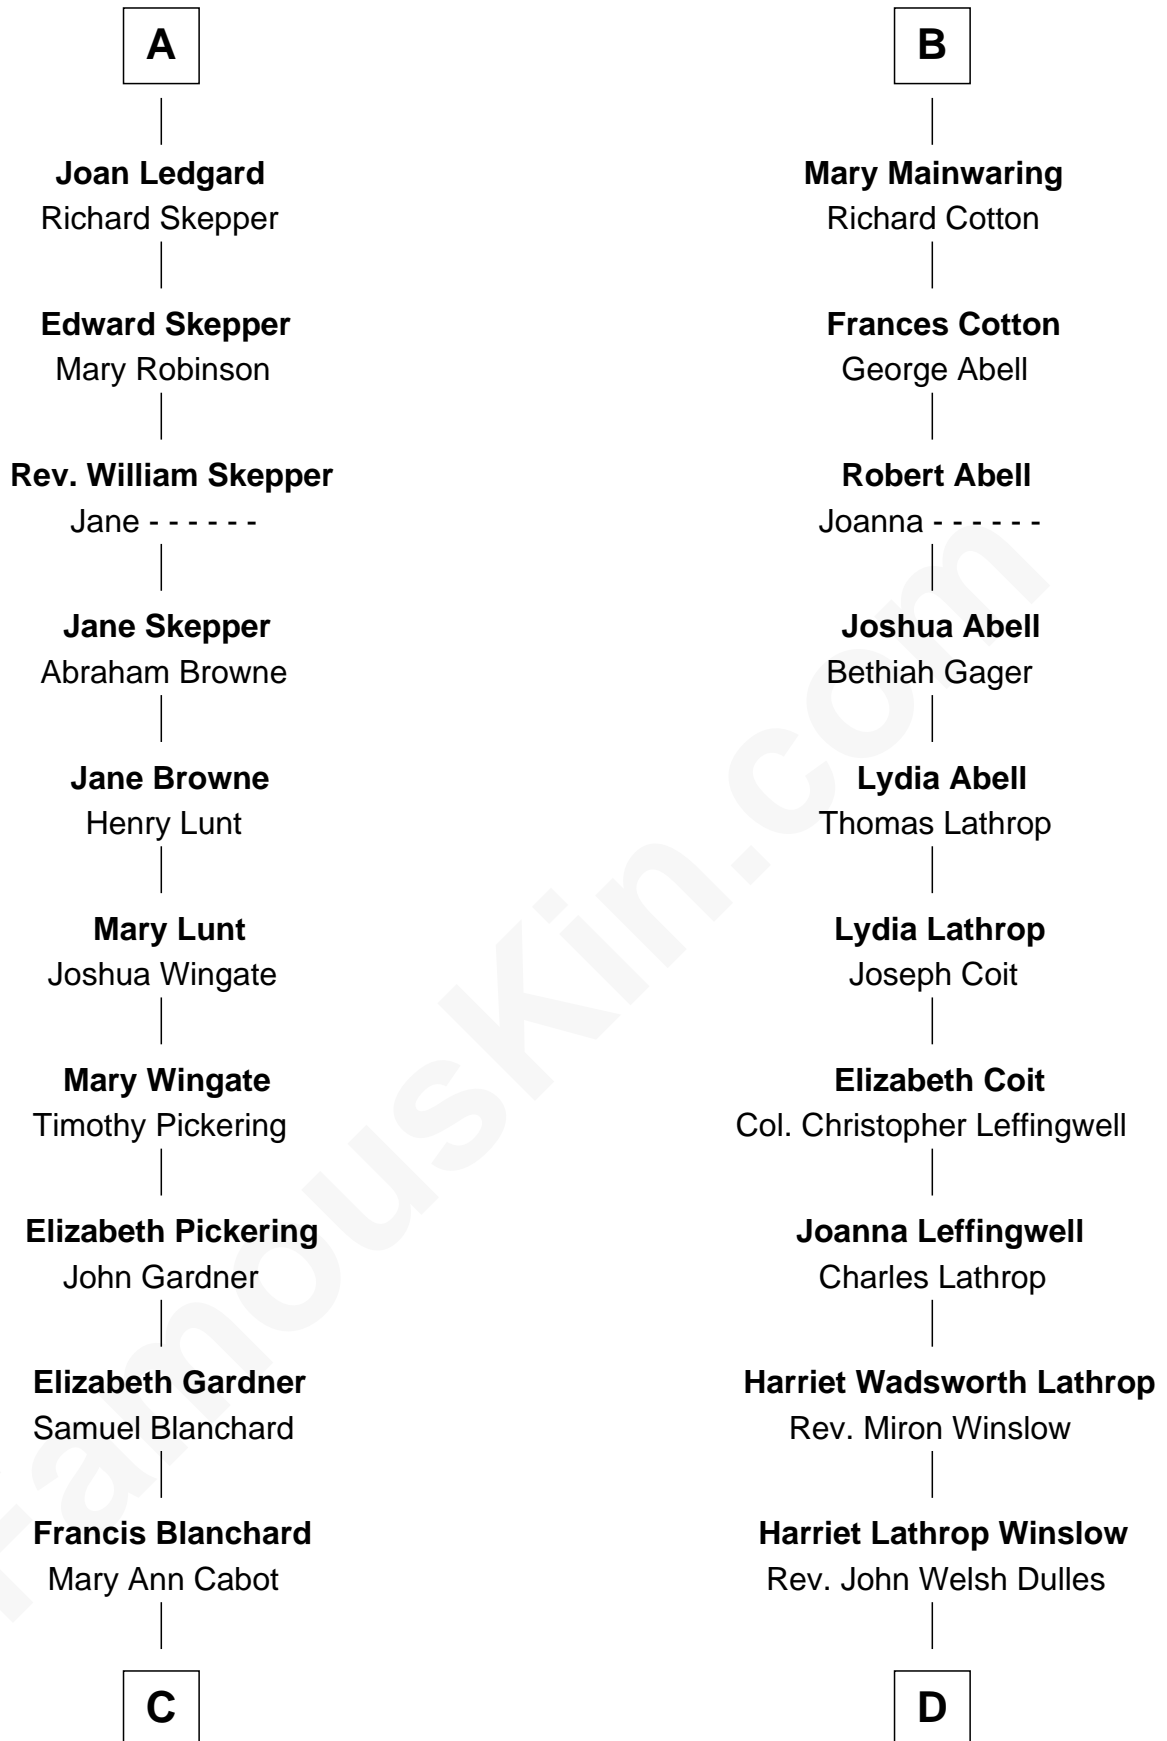 A
Joan Ledgard
Richard Skepper
Edward Skepper
Mary Robinson
Rev. William Skepper
Jane - - - - - -
Jane Skepper
Abraham Browne
Jane Browne
Henry Lunt
Mary Lunt
Joshua Wingate
Mary Wingate
Timothy Pickering
Elizabeth Pickering
John Gardner
Elizabeth Gardner
Samuel Blanchard
Francis Blanchard
Mary Ann Cabot
C
B
Mary Mainwaring
Richard Cotton
Frances Cotton
George Abell
Robert Abell
Joanna - - - - - -
Joshua Abell
Bethiah Gager
Lydia Abell
Thomas Lathrop
Lydia Lathrop
Joseph Coit
Elizabeth Coit
Col. Christopher Leffingwell
Joanna Leffingwell
Charles Lathrop
Harriet Wadsworth Lathrop
Rev. Miron Winslow
Harriet Lathrop Winslow
Rev. John Welsh Dulles
D
FamousKin.com